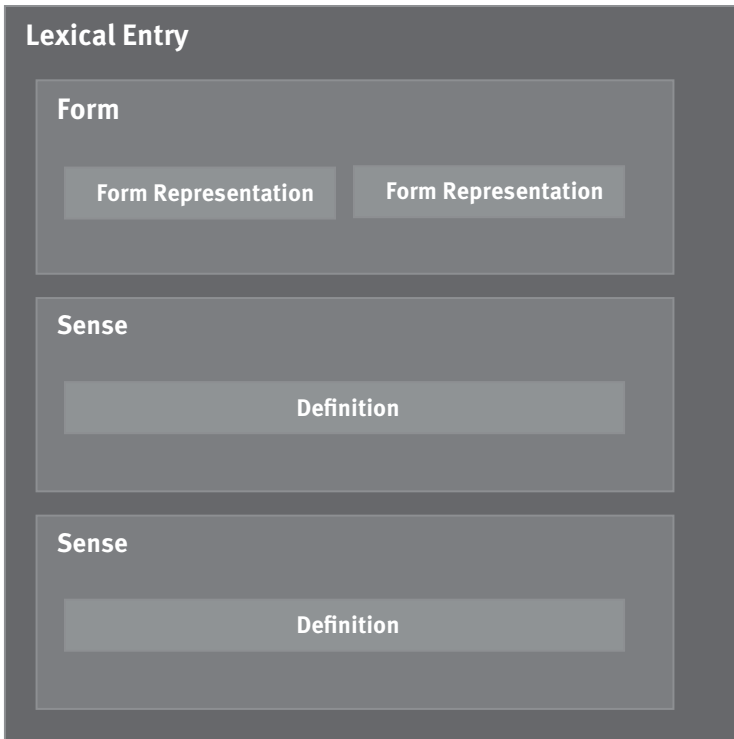 Lexical Entry
Form
Form Representation Form Representation
Sense
Definition
Sense
Definition